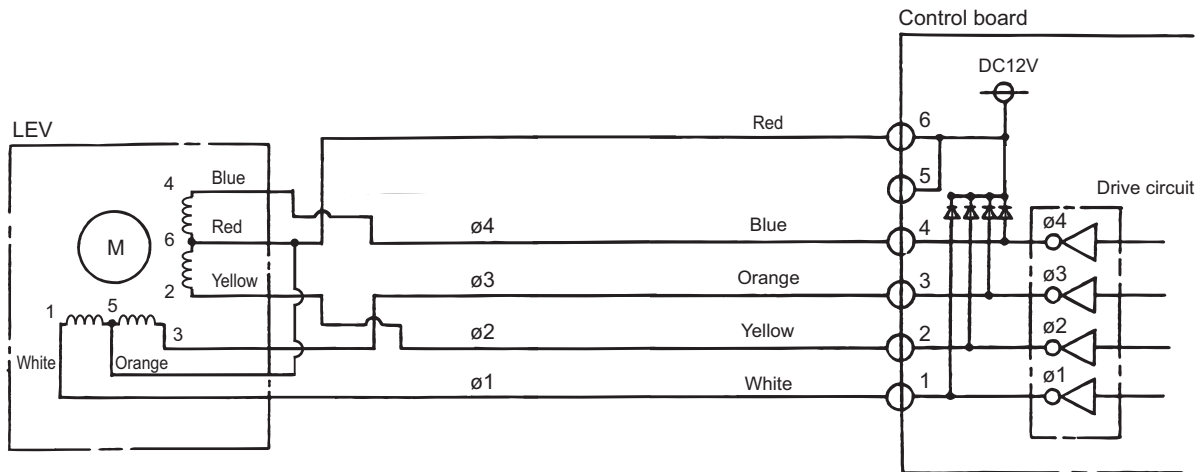 Control board
DC12V
LEV
Red
6
5
Drive circuit
4
Blue
6
Red
M
2
Yellow
1
5
3
White
Orange
ø4
Blue
4
ø4
ø3
Orange
3
ø3
ø2
Yellow
2
ø2
ø1
White
1
ø1